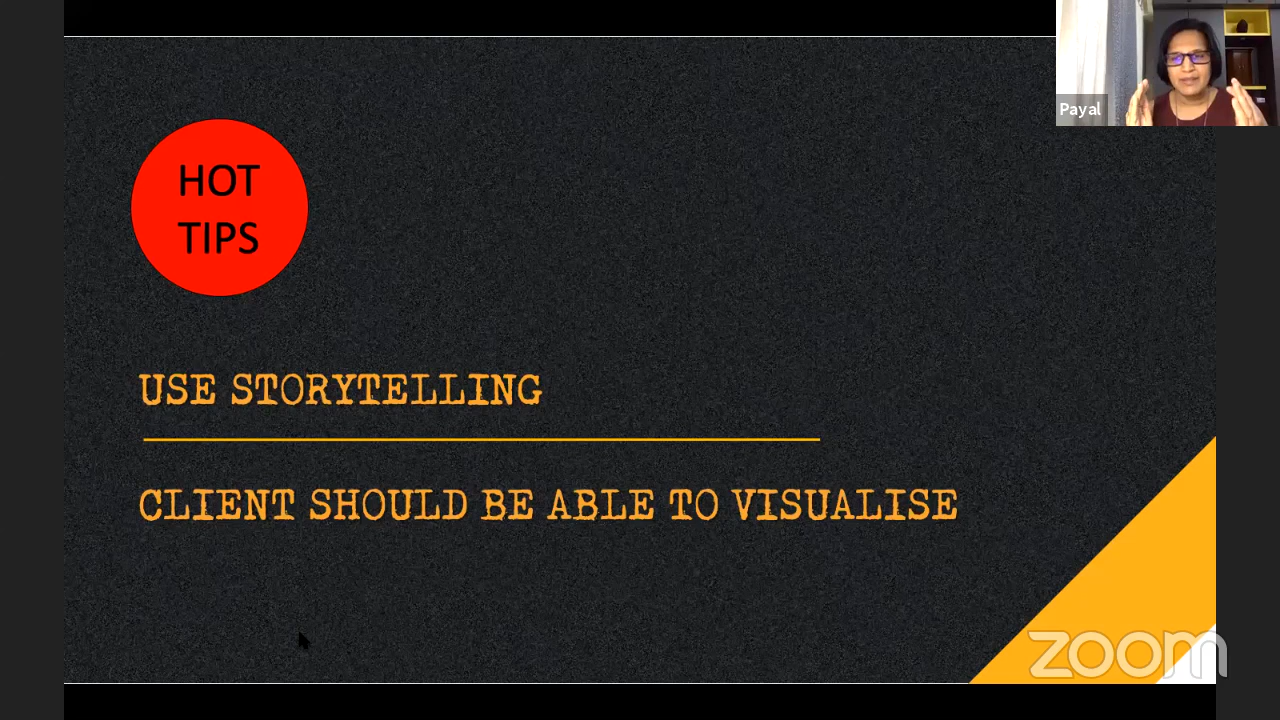 Payal
HOT
TIPS
USE STORYTELLING
CLIENT SHOULD BE ABLE TO VISUALISE
zoom